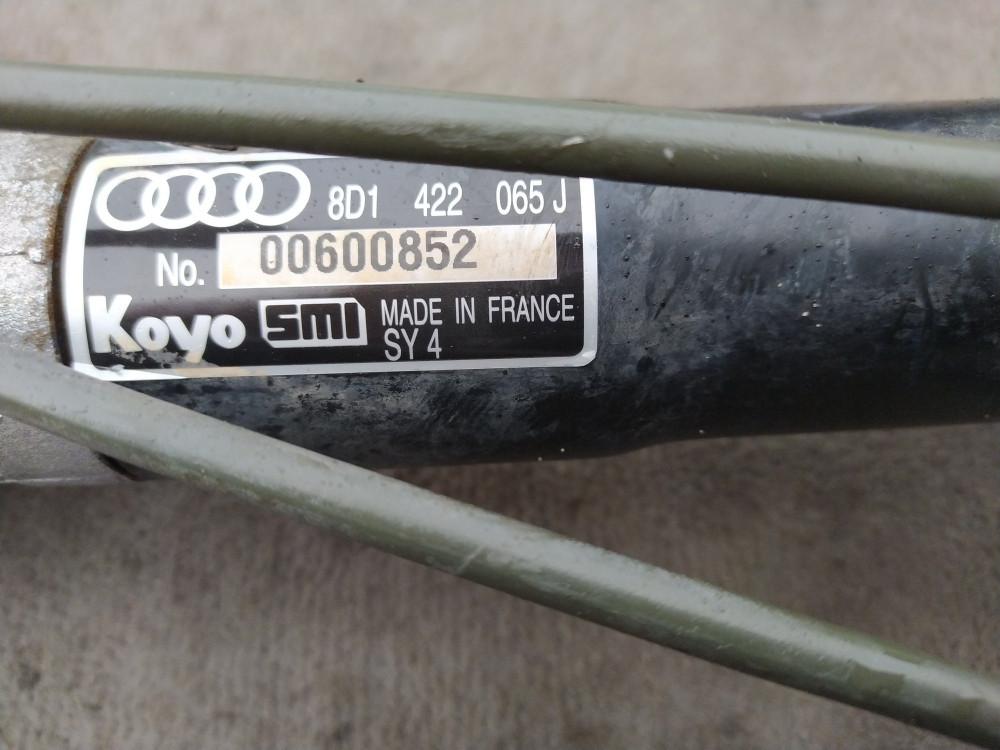 8D1 422 065 J
No. 00600852
Koyo SMI MADE IN FRANCE
SY 4